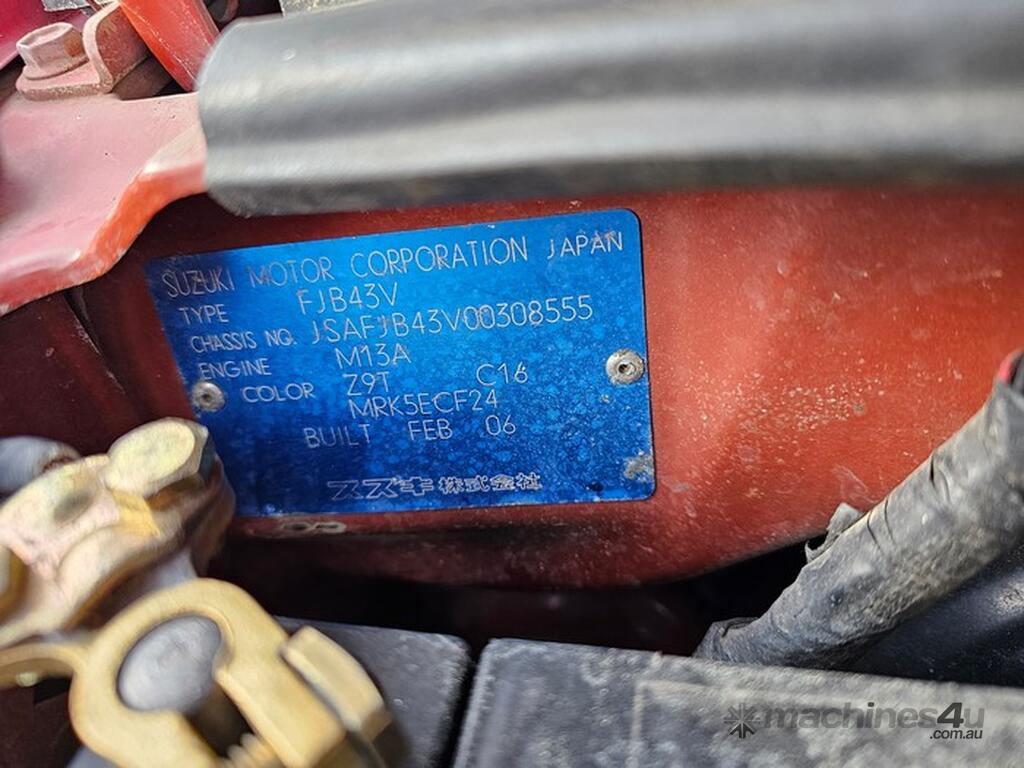 SUZUKI MOTOR CORPORATION JAPAN
TYPE FJB43V
CHASSIS NO. JSAFJB43V00308555
ENGINE M13A
COLOR Z9T C16
MRK5ECF24
BUILT FEB 06
スズキ株式会社
machines4u
.com.au